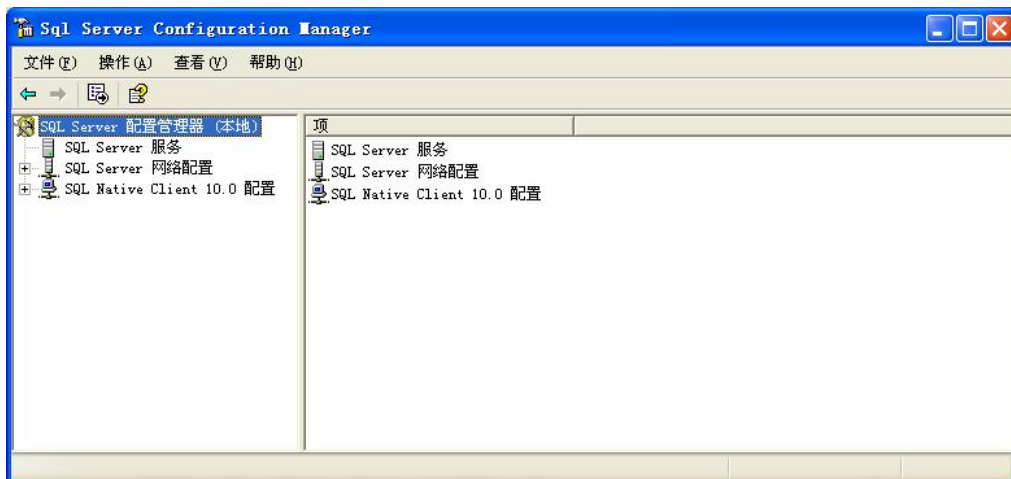 Sql Server Configuration Manager
文件(F) 操作(A) 查看(V) 帮助(H)
SQL Server 配置管理器 (本地)
SQL Server 服务
SQL Server 网络配置
SQL Native Client 10.0 配置
项
SQL Server 服务
SQL Server 网络配置
SQL Native Client 10.0 配置